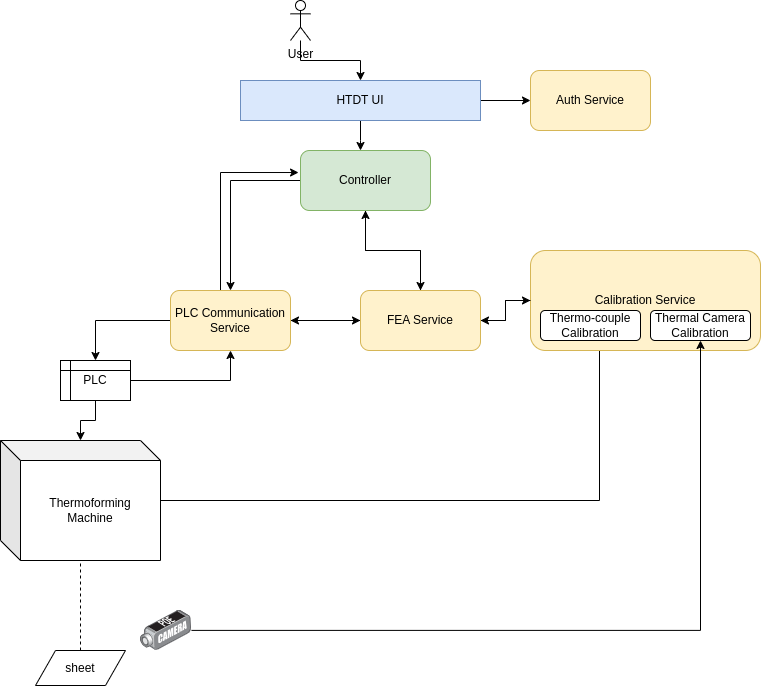 User
HTDT UI
Auth Service
Controller
PLC Communication
Service
FEA Service
Calibration Service
Thermo-couple
Calibration
Thermal Camera
Calibration
PLC
Thermoforming
Machine
PoE
CAMERA
sheet